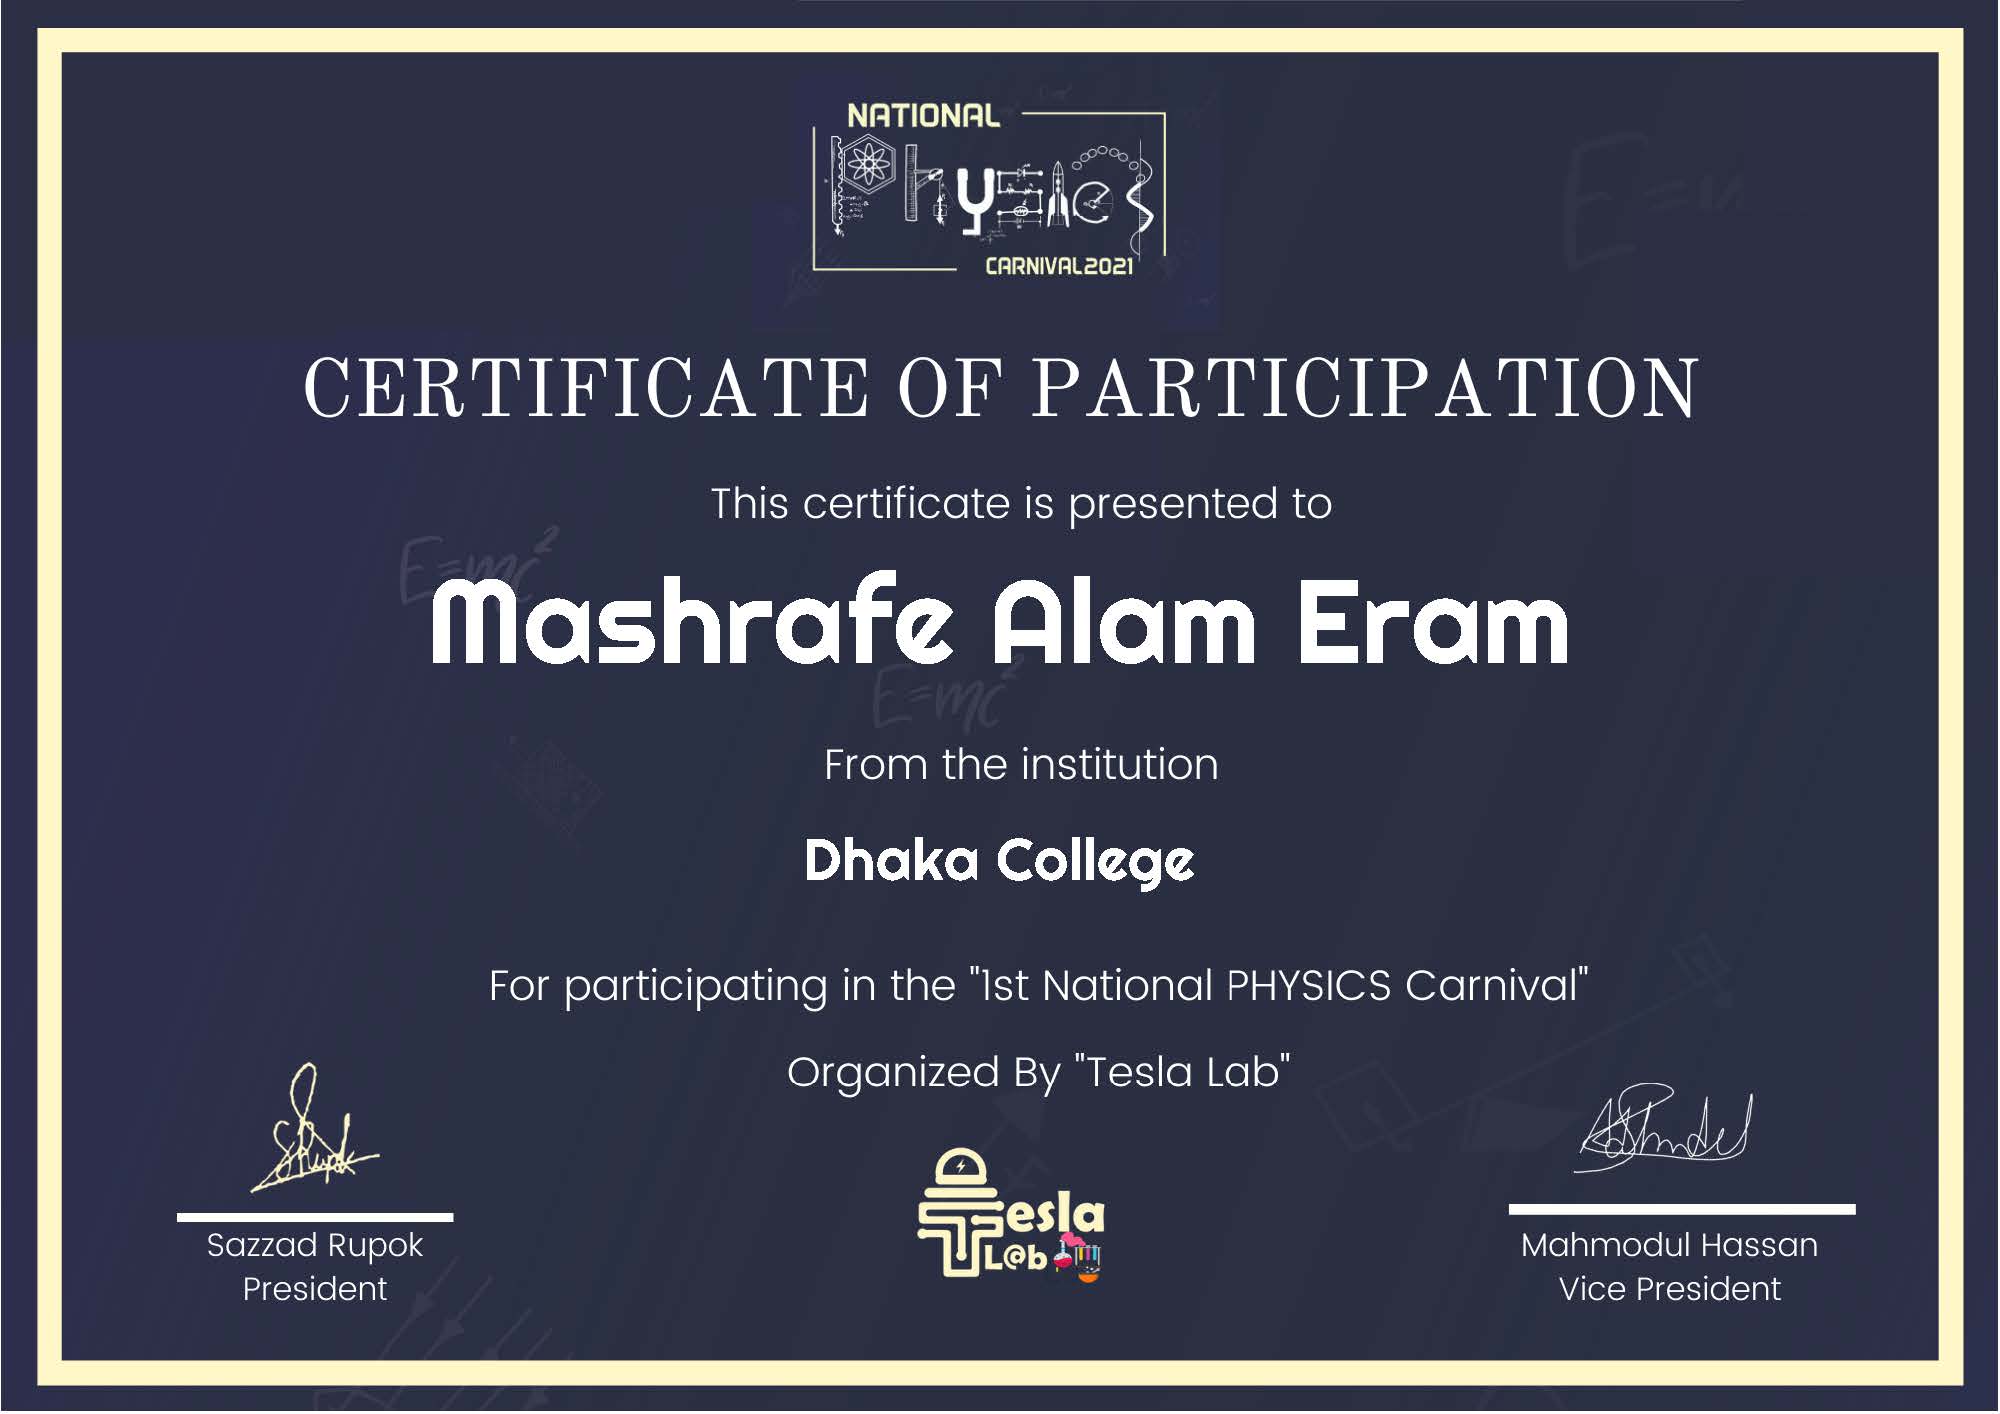 NATIONAL
Physics
CARNIVAL2021
CERTIFICATE OF PARTICIPATION
This certificate is presented to
E=mc²
Mashrafe Alam Eram
E=mc²
From the institution
Dhaka College
For participating in the "1st National PHYSICS Carnival"
Organized By "Tesla Lab"
Tesla
L@b
Sazzad Rupok
President
Mahmodul Hassan
Vice President